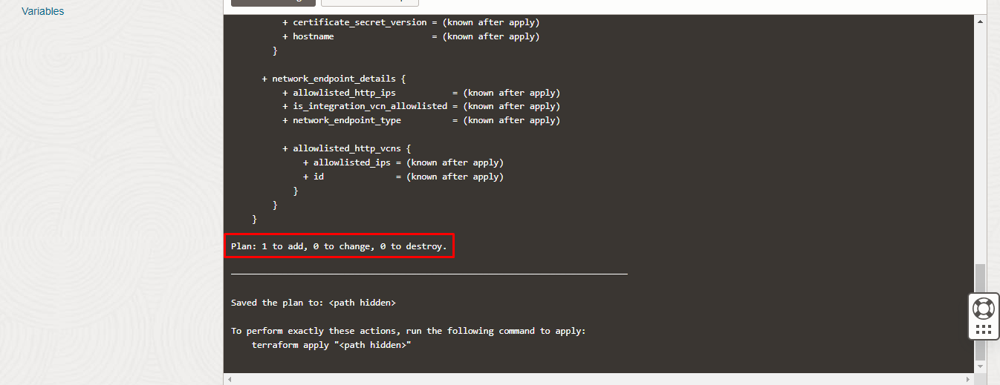 Variables
+ certificate_secret_version = (known after apply)
+ hostname = (known after apply)
}
+ network_endpoint_details {
+ allowlisted_http_ips = (known after apply)
+ is_integration_vcn_allowlisted = (known after apply)
+ network_endpoint_type = (known after apply)
+ allowlisted_http_vcns {
+ allowlisted_ips = (known after apply)
+ id = (known after apply)
}
}
}
Plan: 1 to add, 0 to change, 0 to destroy.
Saved the plan to: <path hidden>
To perform exactly these actions, run the following command to apply:
terraform apply "<path hidden>"